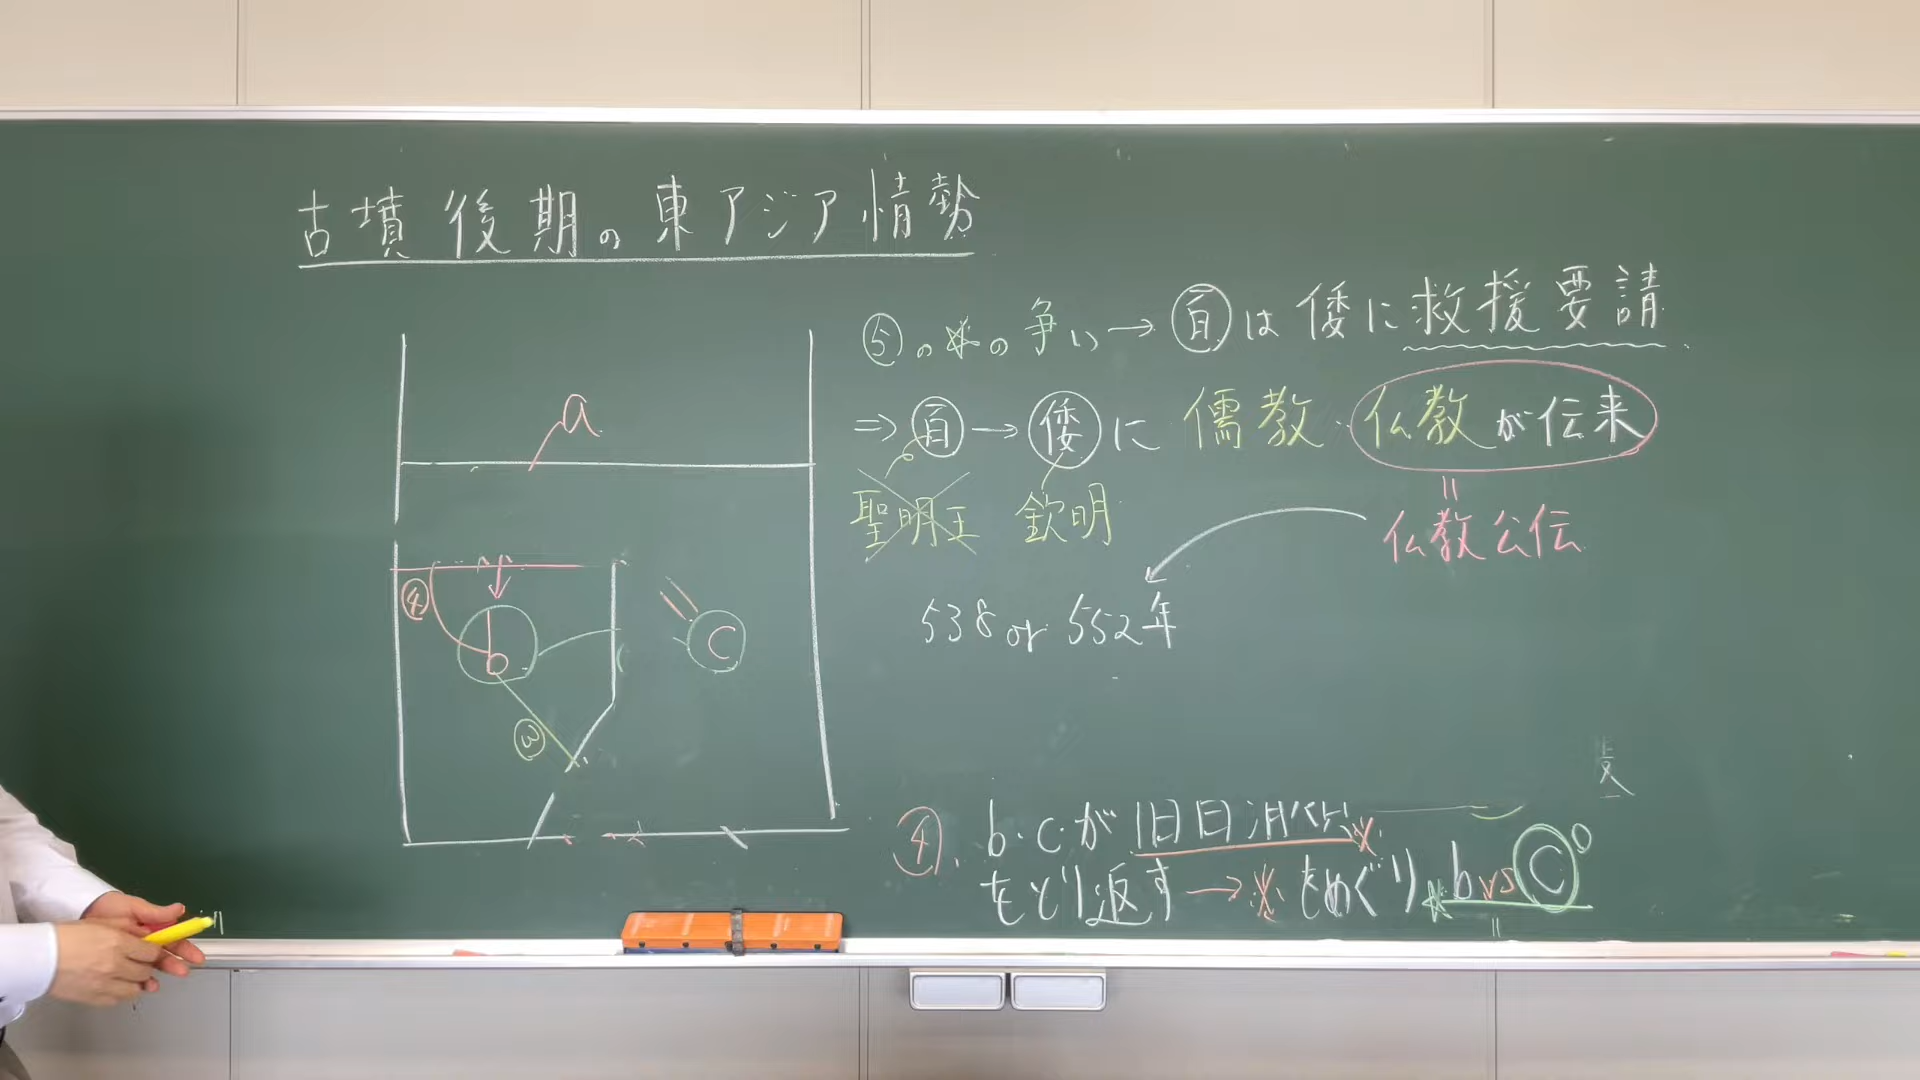 古墳後期の東アジア情勢
⑤の※の争い→百は倭に救援要請
⇒百→倭に儒教・仏教が伝来
聖明王 欽明
=
仏教公伝
538 or 552年
a
④
b
c
③
④. b・cが旧日
をとり返す→※をめぐり※b vs C